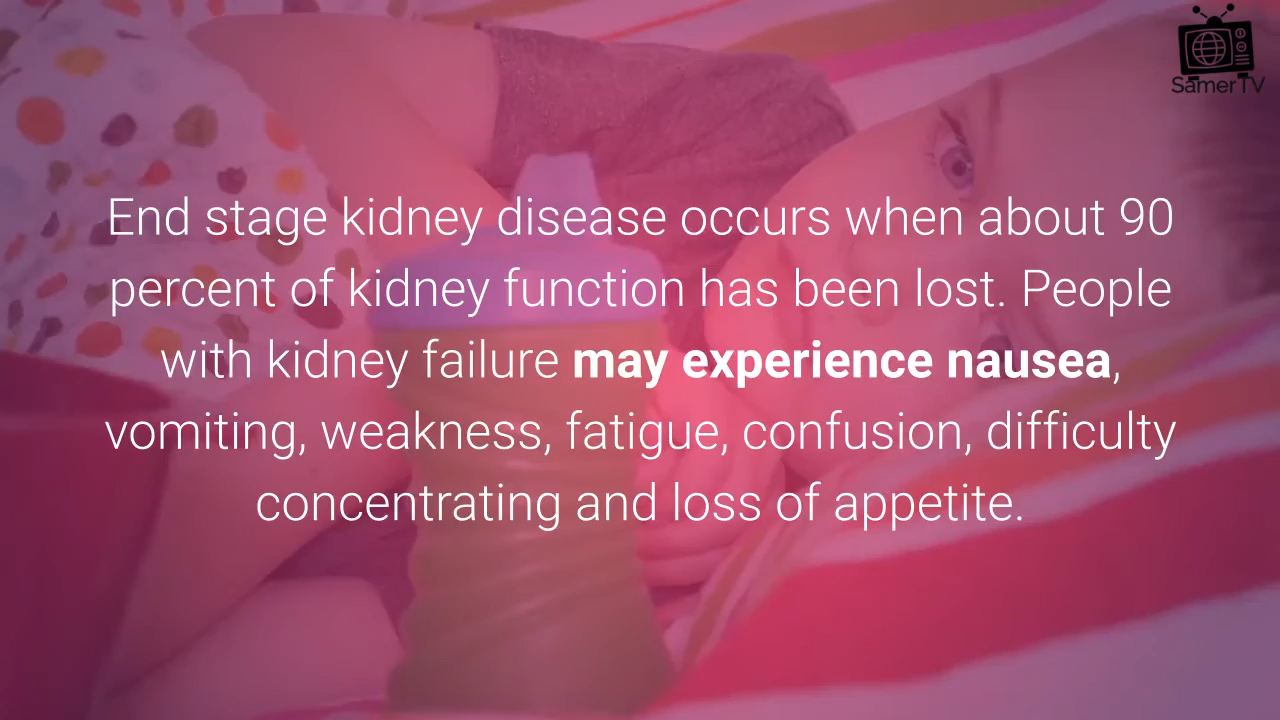 SamerTV
End stage kidney disease occurs when about 90
percent of kidney function has been lost. People
with kidney failure may experience nausea,
vomiting, weakness, fatigue, confusion, difficulty
concentrating and loss of appetite.